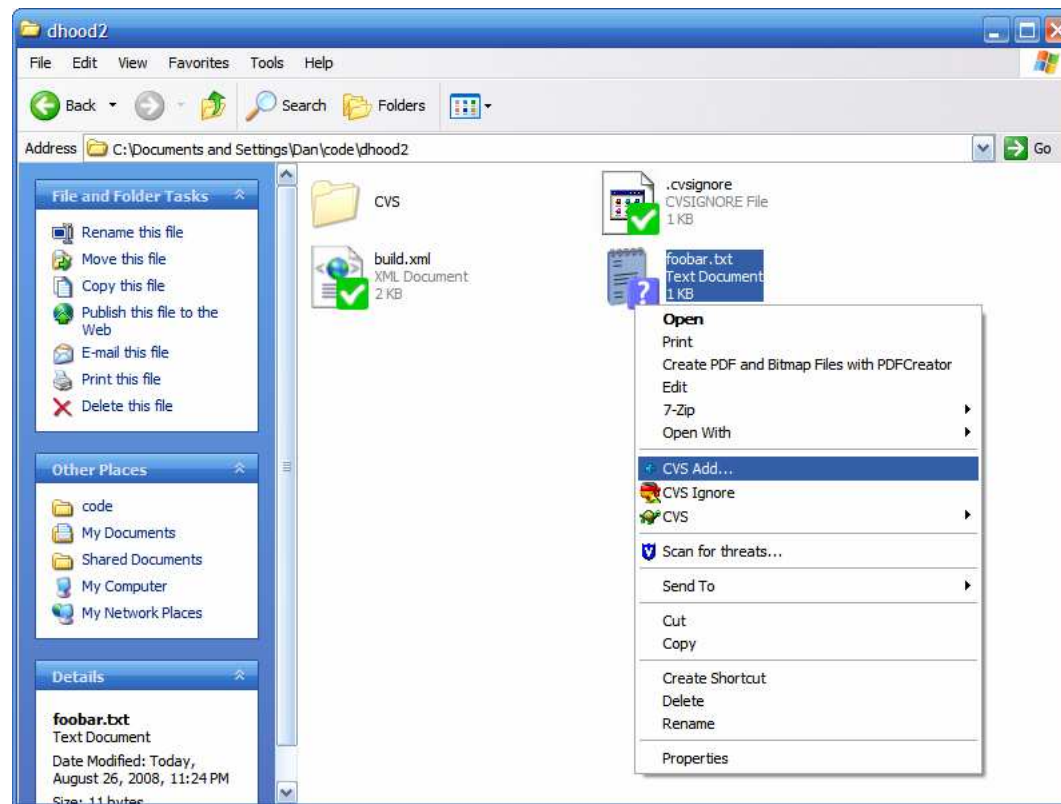 dhood2
File Edit View Favorites Tools Help
Back Search Folders
Address C:\Documents and Settings\Dan\code\dhood2 Go
File and Folder Tasks
Rename this file
Move this file
Copy this file
Publish this file to the
Web
E-mail this file
Print this file
Delete this file
Other Places
code
My Documents
Shared Documents
My Computer
My Network Places
Details
foobar.txt
Text Document
Date Modified: Today,
August 26, 2008, 11:24 PM
Size: 11 bytes
CVS
.cvsignore
CVSIGNORE File
1 KB
build.xml
XML Document
2 KB
foobar.txt
Text Document
1 KB
Open
Print
Create PDF and Bitmap Files with PDFCreator
Edit
7-Zip
Open With
CVS Add...
CVS Ignore
CVS
Scan for threats...
Send To
Cut
Copy
Create Shortcut
Delete
Rename
Properties